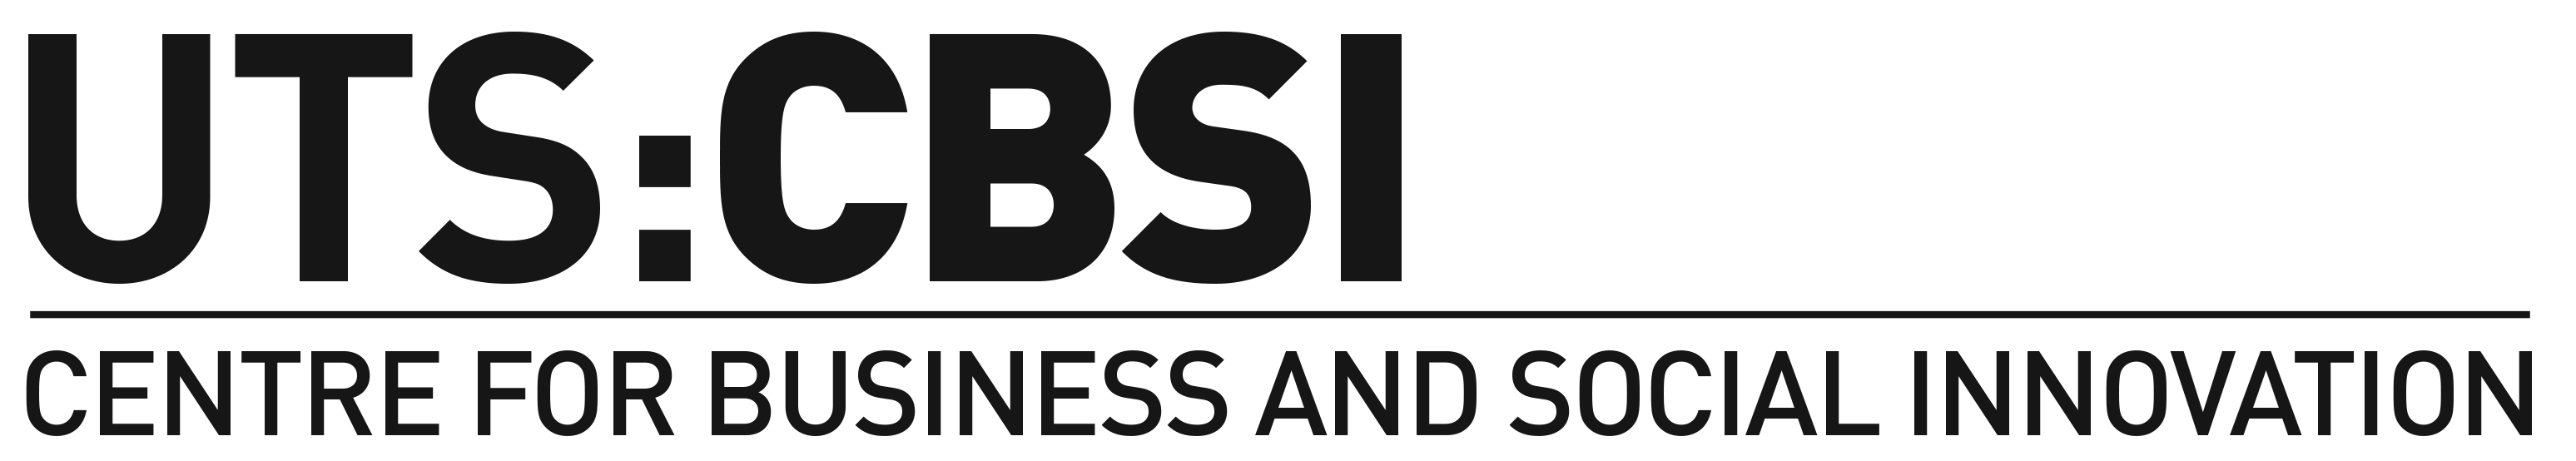 UTS:CBSI
CENTRE FOR BUSINESS AND SOCIAL INNOVATION